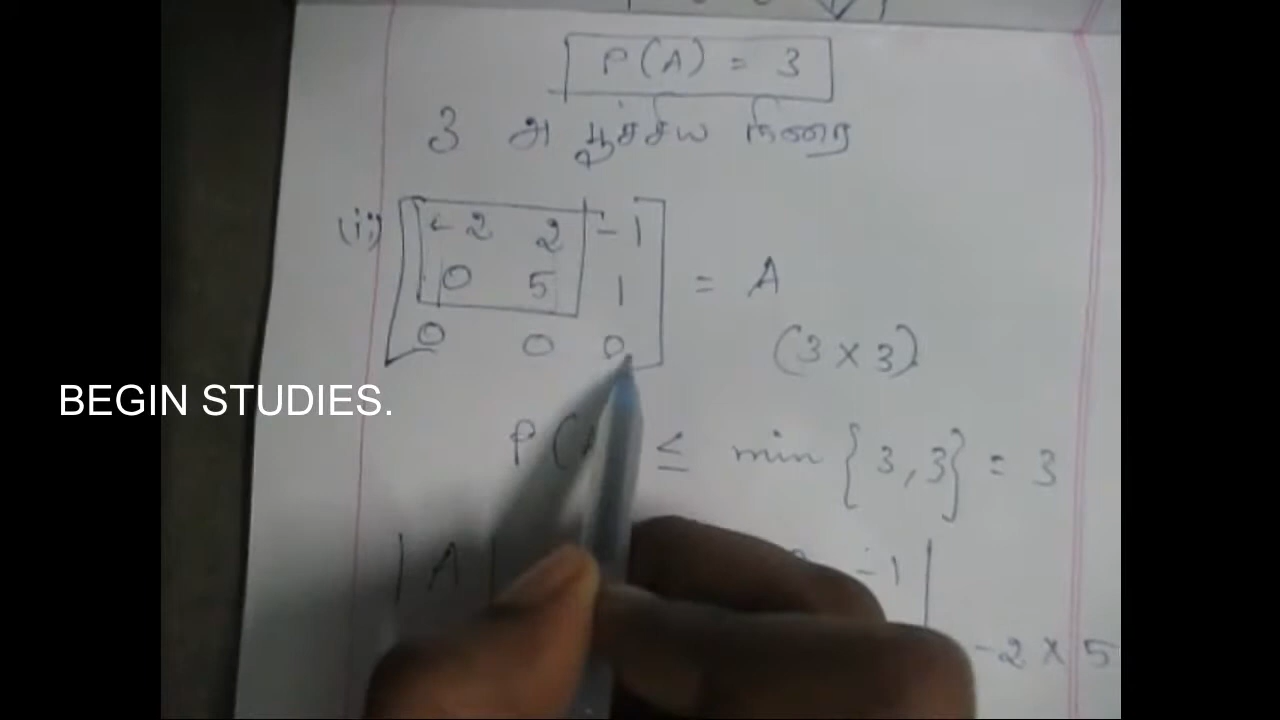 P(A) = 3
3 அ பூச்சிய நிரை
(ii) -2 2 -1
0 5 1 = A
0 0 0 (3 × 3)
BEGIN STUDIES.
P(A ≤ min {3, 3} = 3
|A| -1
-2 × 5